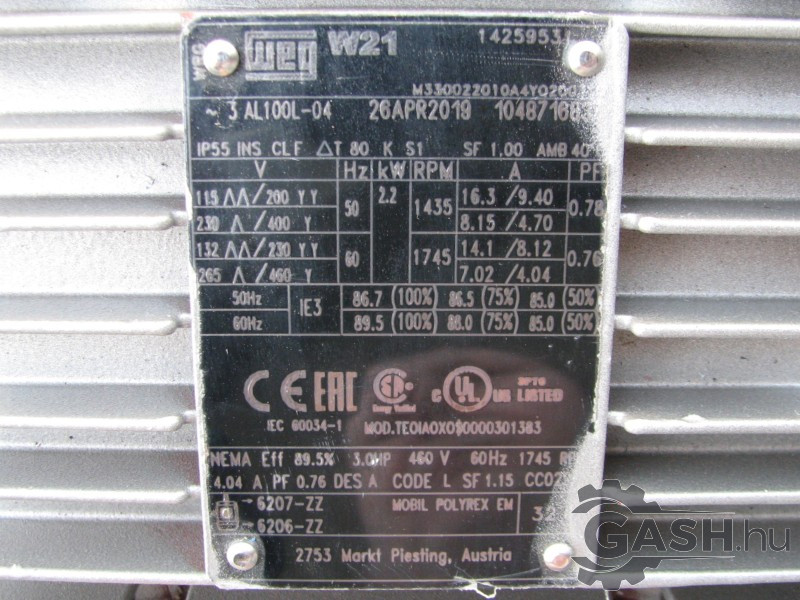 WEG W21 1425953
~ 3 AL100L-04 26APR2019
IP55 INS CL F ΔT 80 K S1 SF 1.00 AMB 40°
V Hz kW RPM A PF
115 ΔΔ/200 YY 50 2.2 1435 16.3 /9.40 0.78
230 Δ/400 Y 8.15 /4.70
132 ΔΔ/230 YY 60 1745 14.1 /8.12 0.76
265 Δ/460 Y 7.02 /4.04
50Hz IE3 86.7 (100%) 86.5 (75%) 85.0 (50%)
60Hz 89.5 (100%) 88.0 (75%) 85.0 (50%)
CE EAC UL US LISTED
IEC 60034-1 MOD.TE0IA0X0$0000301383
NEMA Eff 89.5% 3.0HP 460 V 60Hz 1745
4.04 A PF 0.76 DES A CODE L SF 1.15
→6207-ZZ MOBIL POLYREX EM
→6206-ZZ
2753 Markt Piesting, Austria
GASH.hu